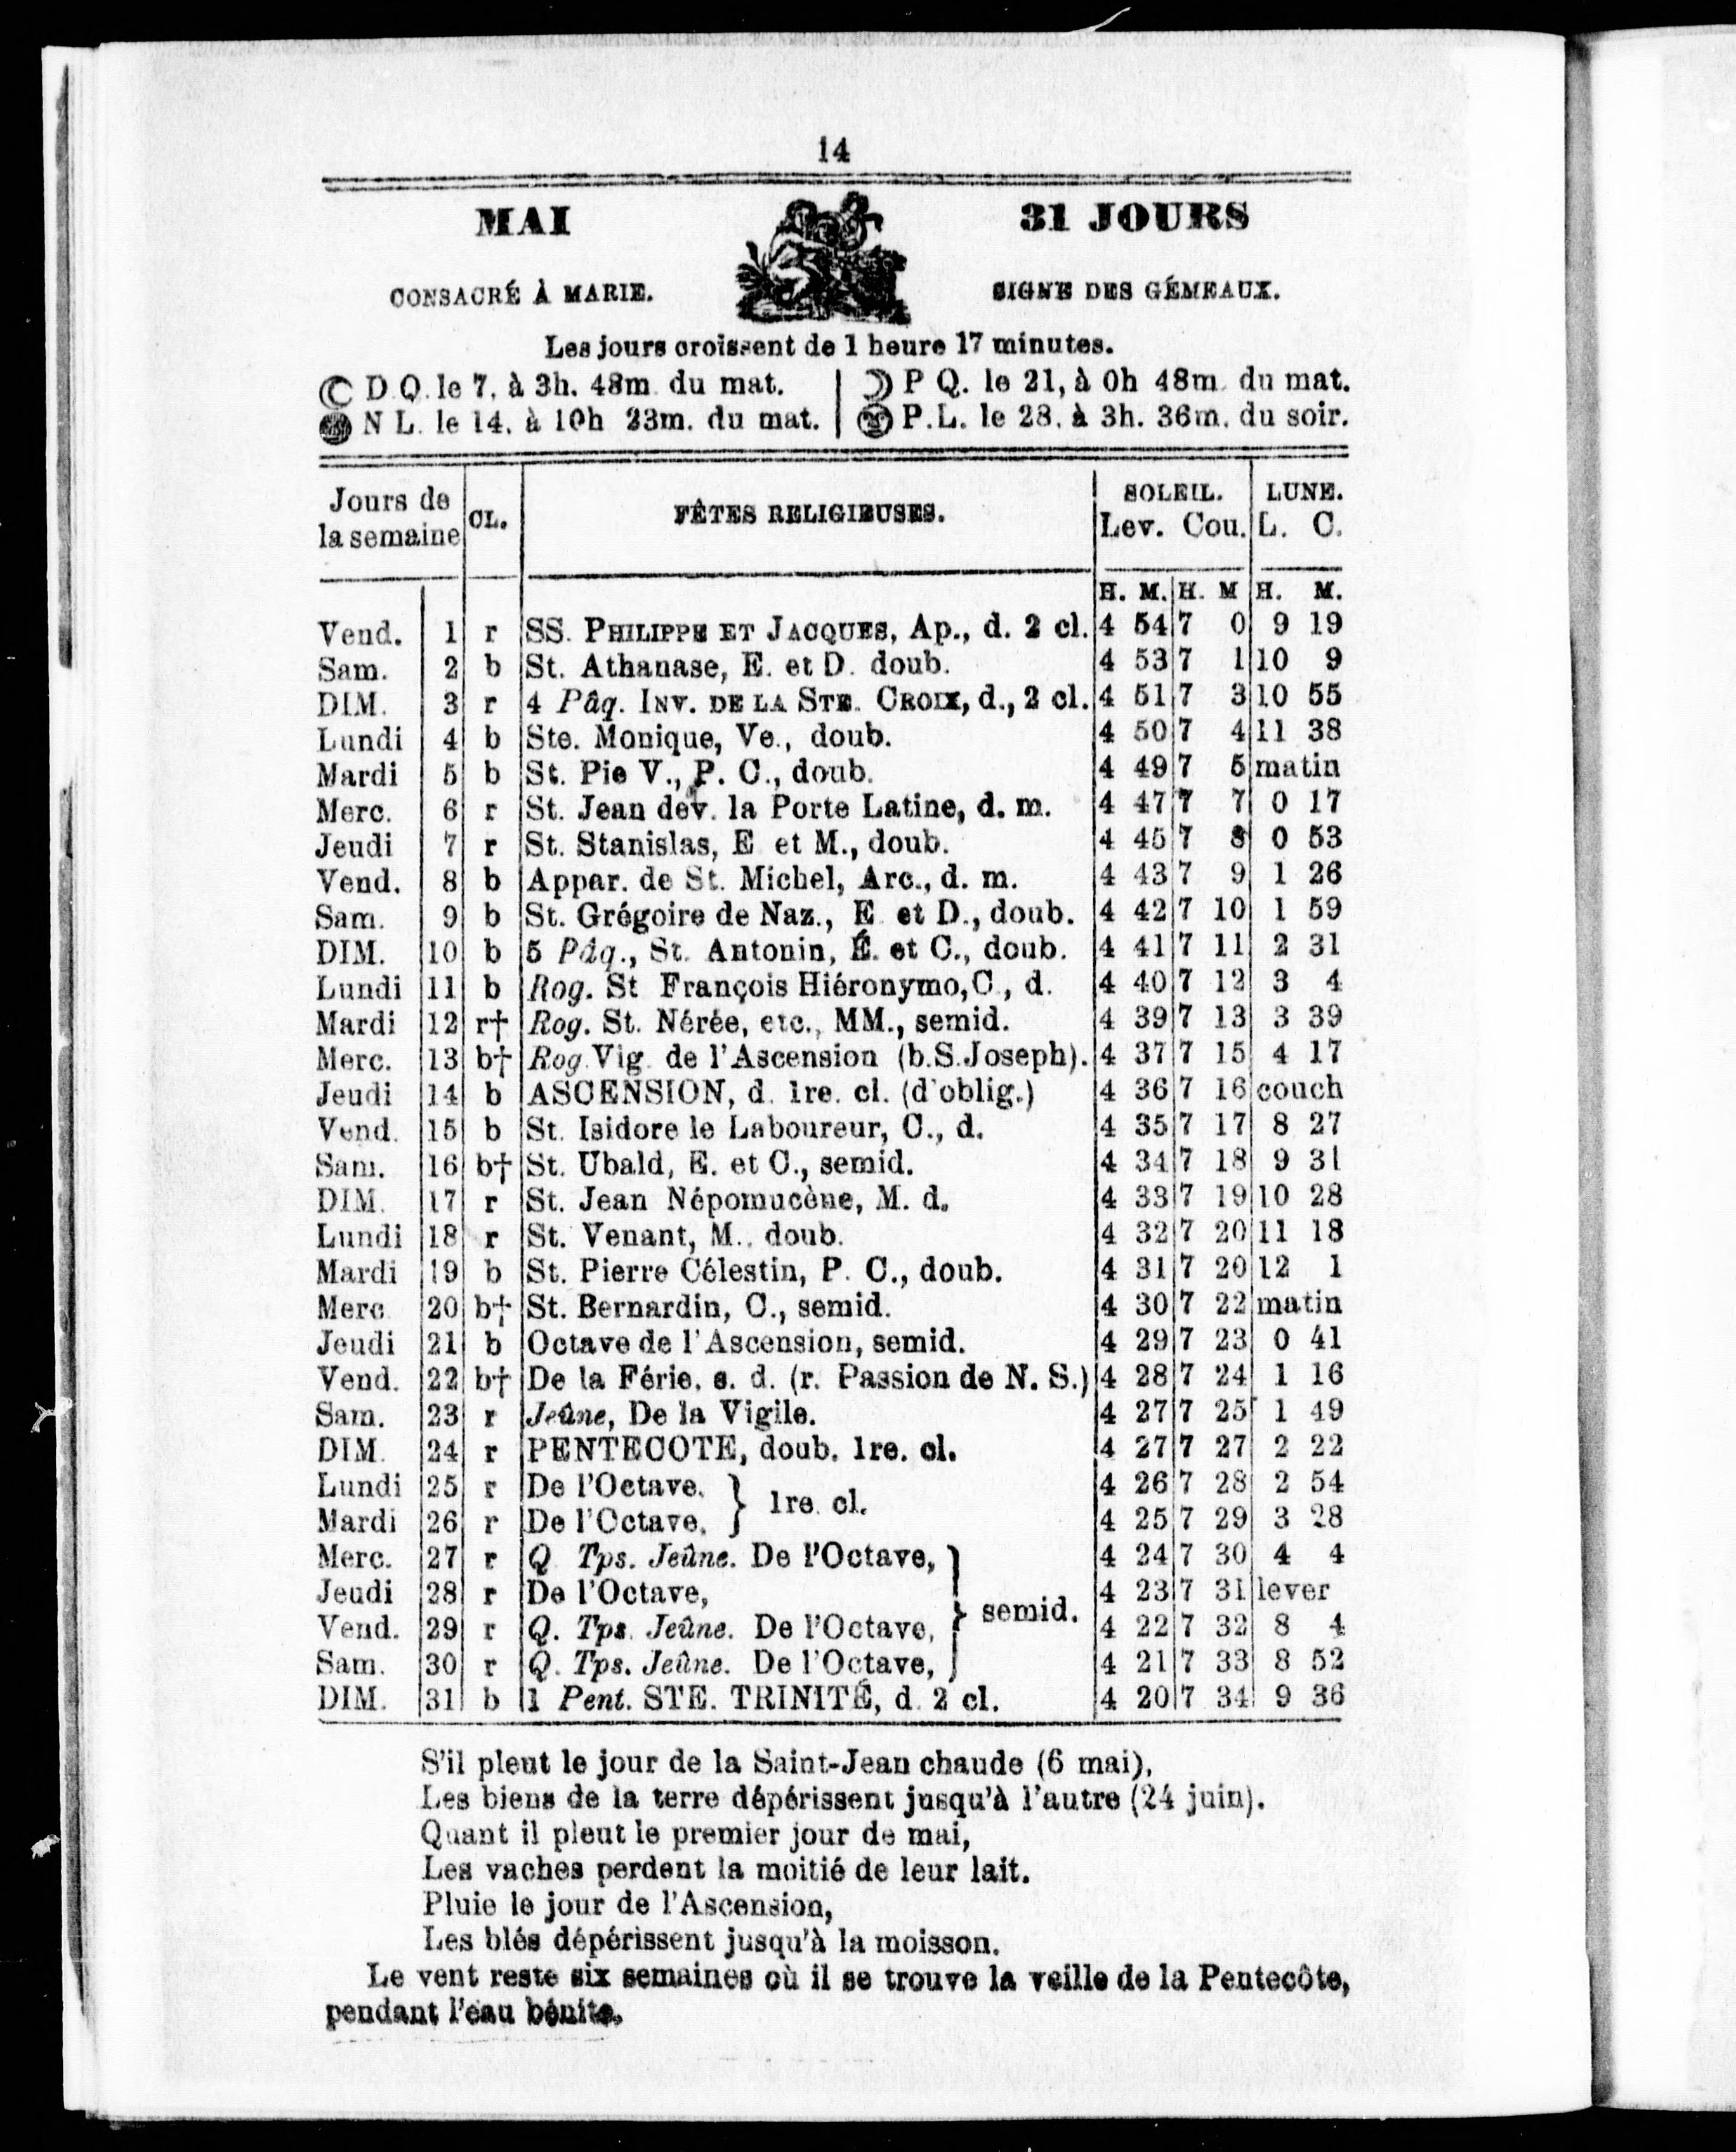 14
MAI 31 JOURS
CONSACRÉ À MARIE. SIGNE DES GÉMEAUX.
Les jours croissent de 1 heure 17 minutes.
D.Q. le 7, à 3h. 48m. du mat. P Q. le 21, à 0h 48m. du mat.
N L. le 14, à 10h 23m. du mat. P.L. le 28, à 3h. 36m. du soir.
Jours de la semaine CL. FÊTES RELIGIEUSES. SOLEIL. LUNE.
Lev. Cou. L. C.
H. M. H. M H. M.
Vend. 1 r SS. PHILIPPE ET JACQUES, Ap., d. 2 cl. 4 54 7 0 9 19
Sam. 2 b St. Athanase, E. et D. doub. 4 53 7 1 10 9
DIM. 3 r 4 Pâq. INV. DE LA STE. CROIX, d., 2 cl. 4 51 7 3 10 55
Lundi 4 b Ste. Monique, Ve., doub. 4 50 7 4 11 38
Mardi 5 b St. Pie V., P. C., doub. 4 49 7 5 matin
Merc. 6 r St. Jean dev. la Porte Latine, d. m. 4 47 7 7 0 17
Jeudi 7 r St. Stanislas, E et M., doub. 4 45 7 8 0 53
Vend. 8 b Appar. de St. Michel, Arc., d. m. 4 43 7 9 1 26
Sam. 9 b St. Grégoire de Naz., E et D., doub. 4 42 7 10 1 59
DIM. 10 b 5 Pâq., St. Antonin, É. et C., doub. 4 41 7 11 2 31
Lundi 11 b Rog. St François Hiéronymo, C., d. 4 40 7 12 3 4
Mardi 12 r† Rog. St. Nérée, etc., MM., semid. 4 39 7 13 3 39
Merc. 13 b† Rog. Vig. de l'Ascension (b.S.Joseph). 4 37 7 15 4 17
Jeudi 14 b ASCENSION, d. 1re. cl. (d'oblig.) 4 36 7 16 couch
Vend. 15 b St. Isidore le Laboureur, C., d. 4 35 7 17 8 27
Sam. 16 b† St. Ubald, E. et C., semid. 4 34 7 18 9 31
DIM. 17 r St. Jean Népomucène, M. d. 4 33 7 19 10 28
Lundi 18 r St. Venant, M., doub. 4 32 7 20 11 18
Mardi 19 b St. Pierre Célestin, P. C., doub. 4 31 7 20 12 1
Merc. 20 b† St. Bernardin, C., semid. 4 30 7 22 matin
Jeudi 21 b Octave de l'Ascension, semid. 4 29 7 23 0 41
Vend. 22 b† De la Férie, s. d. (r. Passion de N. S.) 4 28 7 24 1 16
Sam. 23 r Jeûne, De la Vigile. 4 27 7 25 1 49
DIM. 24 r PENTECOTE, doub. 1re. cl. 4 27 7 27 2 22
Lundi 25 r De l'Octave, 4 26 7 28 2 54
} 1re. cl.
Mardi 26 r De l'Octave, 4 25 7 29 3 28
Merc. 27 r Q Tps. Jeûne. De l'Octave, 4 24 7 30 4 4
Jeudi 28 r De l'Octave, 4 23 7 31 lever
} semid.
Vend. 29 r Q. Tps. Jeûne. De l'Octave, 4 22 7 32 8 4
Sam. 30 r Q. Tps. Jeûne. De l'Octave, 4 21 7 33 8 52
DIM. 31 b 1 Pent. STE. TRINITÉ, d. 2 cl. 4 20 7 34 9 36
S'il pleut le jour de la Saint-Jean chaude (6 mai),
Les biens de la terre dépérissent jusqu'à l'autre (24 juin).
Quant il pleut le premier jour de mai,
Les vaches perdent la moitié de leur lait.
Pluie le jour de l'Ascension,
Les blés dépérissent jusqu'à la moisson.
Le vent reste six semaines où il se trouve la veille de la Pentecôte,
pendant l'eau bénite.